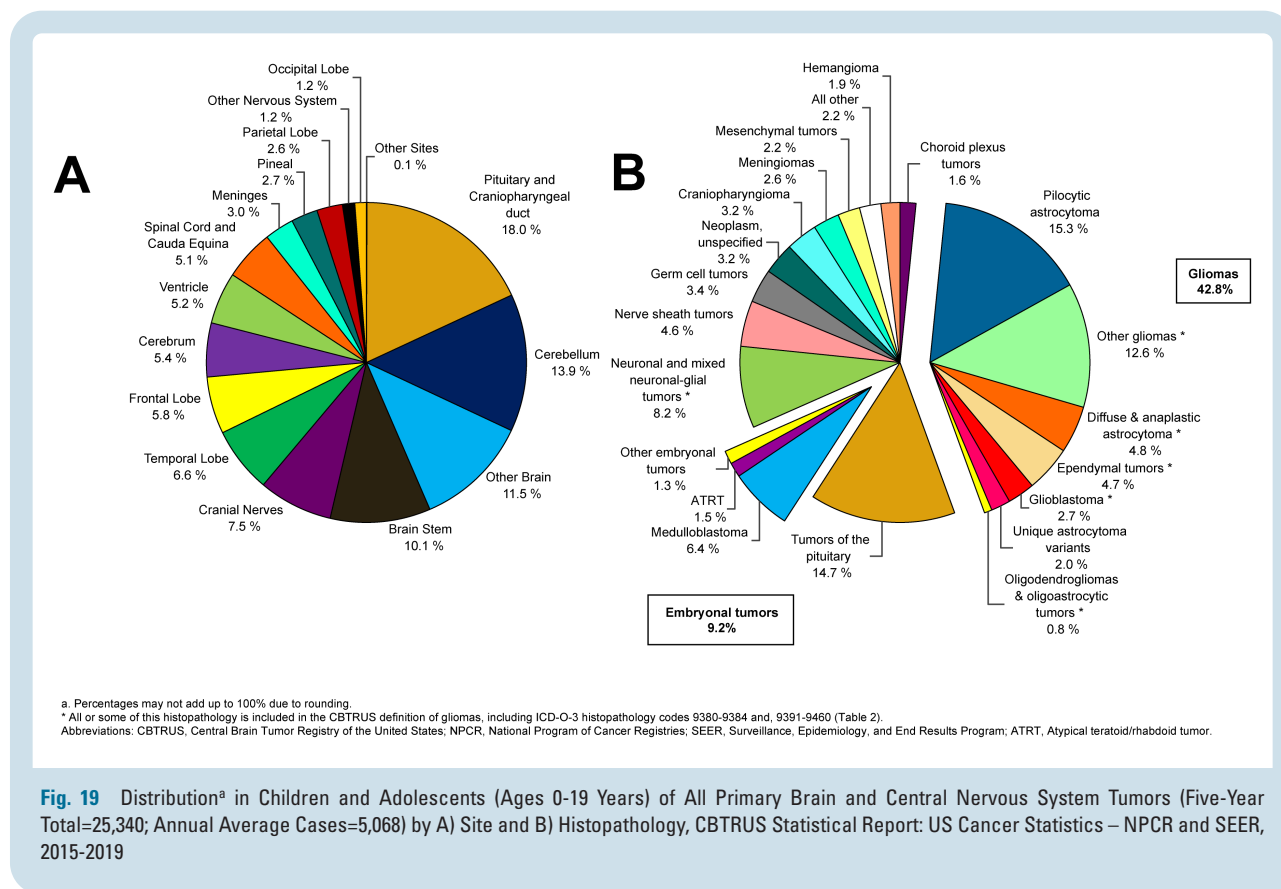 A
Occipital Lobe
1.2 %
Other Nervous System
1.2 %
Parietal Lobe
2.6 %
Pineal
2.7 %
Meninges
3.0 %
Spinal Cord and
Cauda Equina
5.1 %
Ventricle
5.2 %
Cerebrum
5.4 %
Frontal Lobe
5.8 %
Temporal Lobe
6.6 %
Cranial Nerves
7.5 %
Brain Stem
10.1 %
Other Brain
11.5 %
Cerebellum
13.9 %
Pituitary and
Craniopharyngeal
duct
18.0 %
Other Sites
0.1 %
B
Hemangioma
1.9 %
All other
2.2 %
Mesenchymal tumors
2.2 %
Meningiomas
2.6 %
Craniopharyngioma
3.2 %
Neoplasm,
unspecified
3.2 %
Germ cell tumors
3.4 %
Nerve sheath tumors
4.6 %
Neuronal and mixed
neuronal-glial
tumors *
8.2 %
Other embryonal
tumors
1.3 %
ATRT
1.5 %
Medulloblastoma
6.4 %
Embryonal tumors
9.2%
Tumors of the
pituitary
14.7 %
Choroid plexus
tumors
1.6 %
Pilocytic
astrocytoma
15.3 %
Gliomas
42.8%
Other gliomas *
12.6 %
Diffuse & anaplastic
astrocytoma *
4.8 %
Ependymal tumors *
4.7 %
Glioblastoma *
2.7 %
Unique astrocytoma
variants
2.0 %
Oligodendrogliomas
& oligoastrocytic
tumors *
0.8 %
a. Percentages may not add up to 100% due to rounding.
* All or some of this histopathology is included in the CBTRUS definition of gliomas, including ICD-O-3 histopathology codes 9380-9384 and, 9391-9460 (Table 2).
Abbreviations: CBTRUS, Central Brain Tumor Registry of the United States; NPCR, National Program of Cancer Registries; SEER, Surveillance, Epidemiology, and End Results Program; ATRT, Atypical teratoid/rhabdoid tumor.
Fig. 19 Distributionᵃ in Children and Adolescents (Ages 0-19 Years) of All Primary Brain and Central Nervous System Tumors (Five-Year
Total=25,340; Annual Average Cases=5,068) by A) Site and B) Histopathology, CBTRUS Statistical Report: US Cancer Statistics – NPCR and SEER,
2015-2019